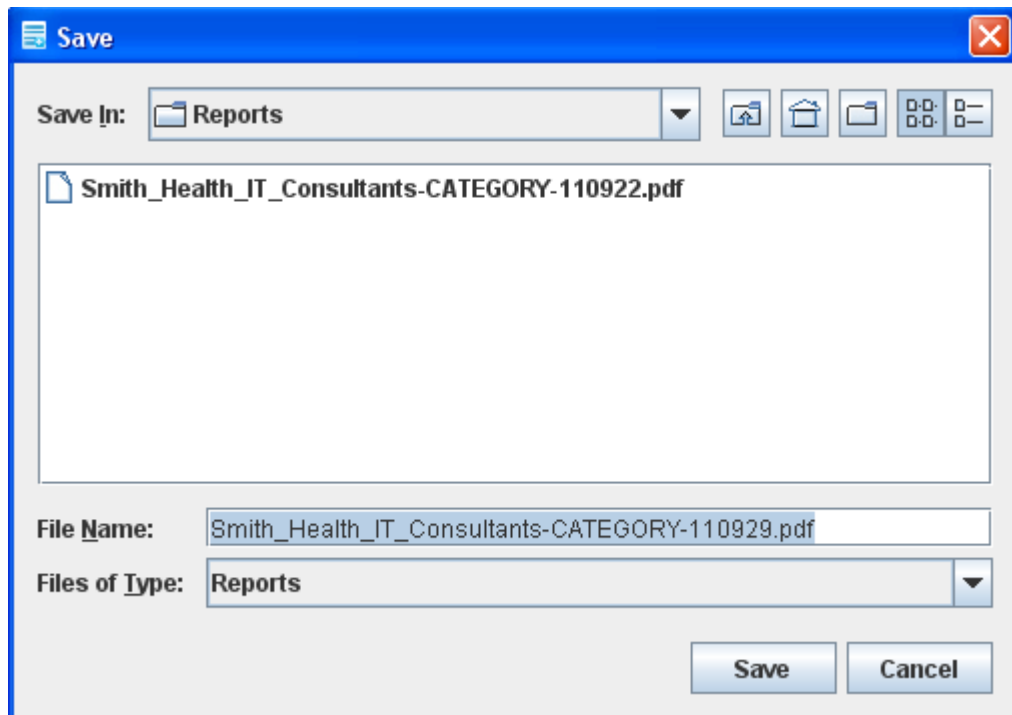 Save
Save In: Reports
Smith_Health_IT_Consultants-CATEGORY-110922.pdf
File Name: Smith_Health_IT_Consultants-CATEGORY-110929.pdf
Files of Type: Reports
Save Cancel